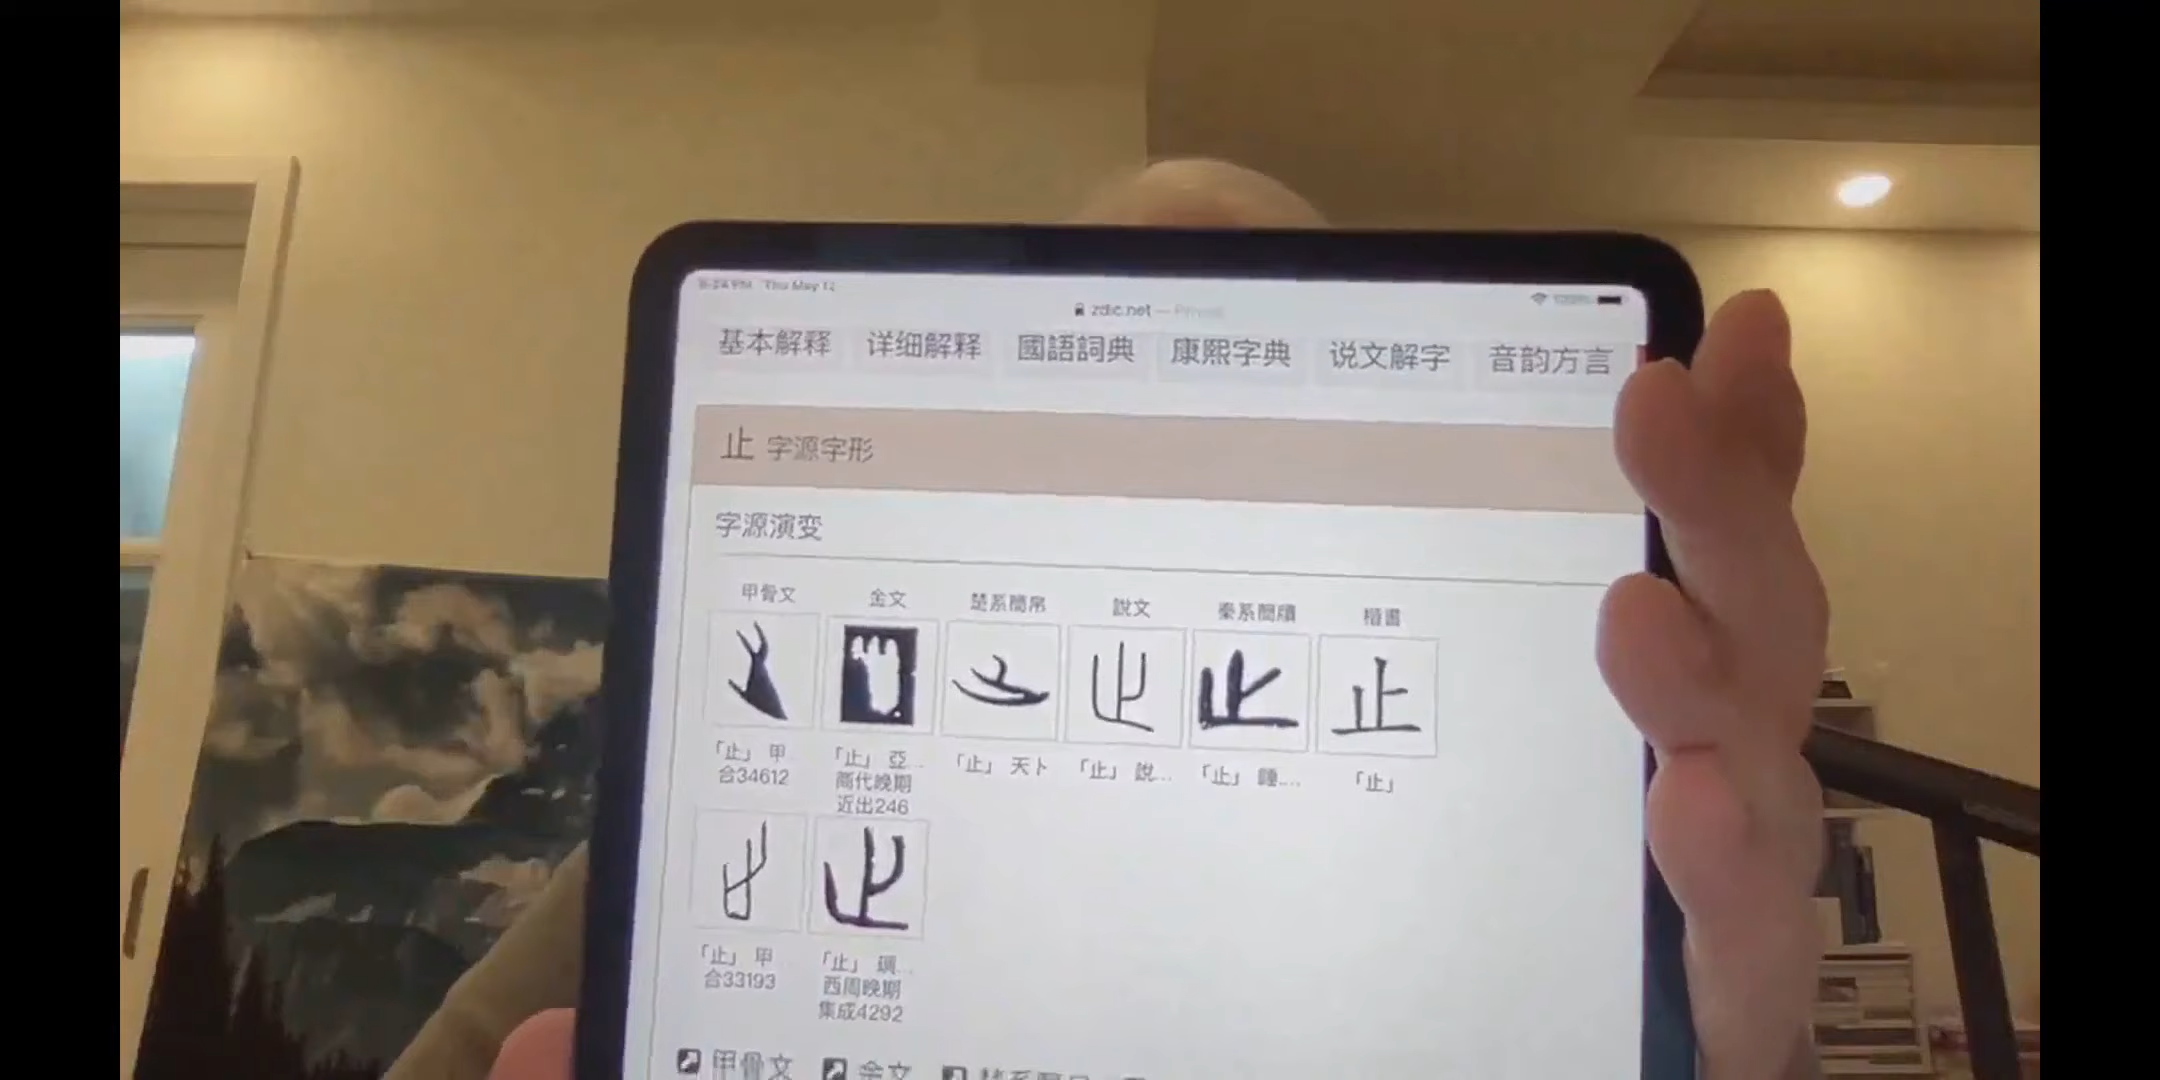 Thu May 12
zdic.net — Private
基本解释 详细解释 國語詞典 康熙字典 说文解字 音韵方言
止 字源字形
字源演变
甲骨文 金文 楚系簡帛 說文 秦系簡牘 楷書
「止」 甲 「止」 亞… 「止」 天卜 「止」 說… 「止」 睡… 「止」
合34612 商代晚期
近出246
「止」 甲 「止」
合33193 西周晚期
集成4292
甲骨文 金文